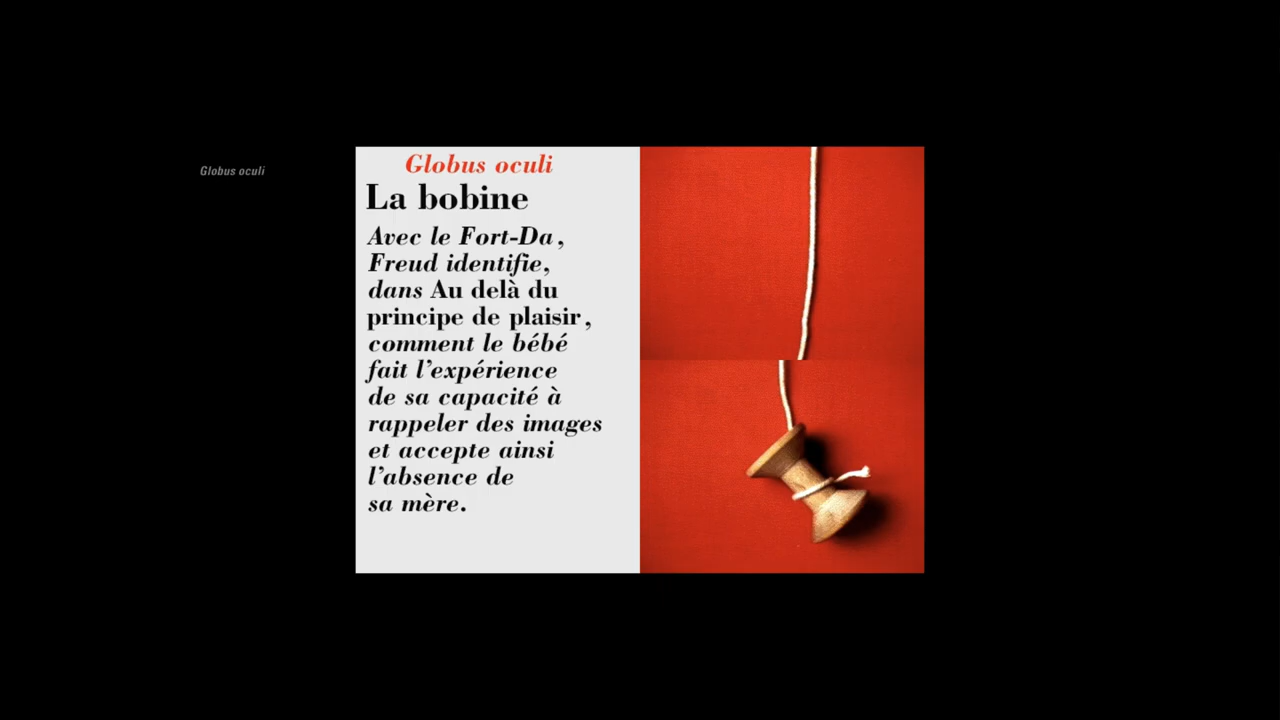 Globus oculi
Globus oculi
La bobine
Avec le Fort-Da,
Freud identifie,
dans Au delà du
principe de plaisir,
comment le bébé
fait l’expérience
de sa capacité à
rappeler des images
et accepte ainsi
l’absence de
sa mère.